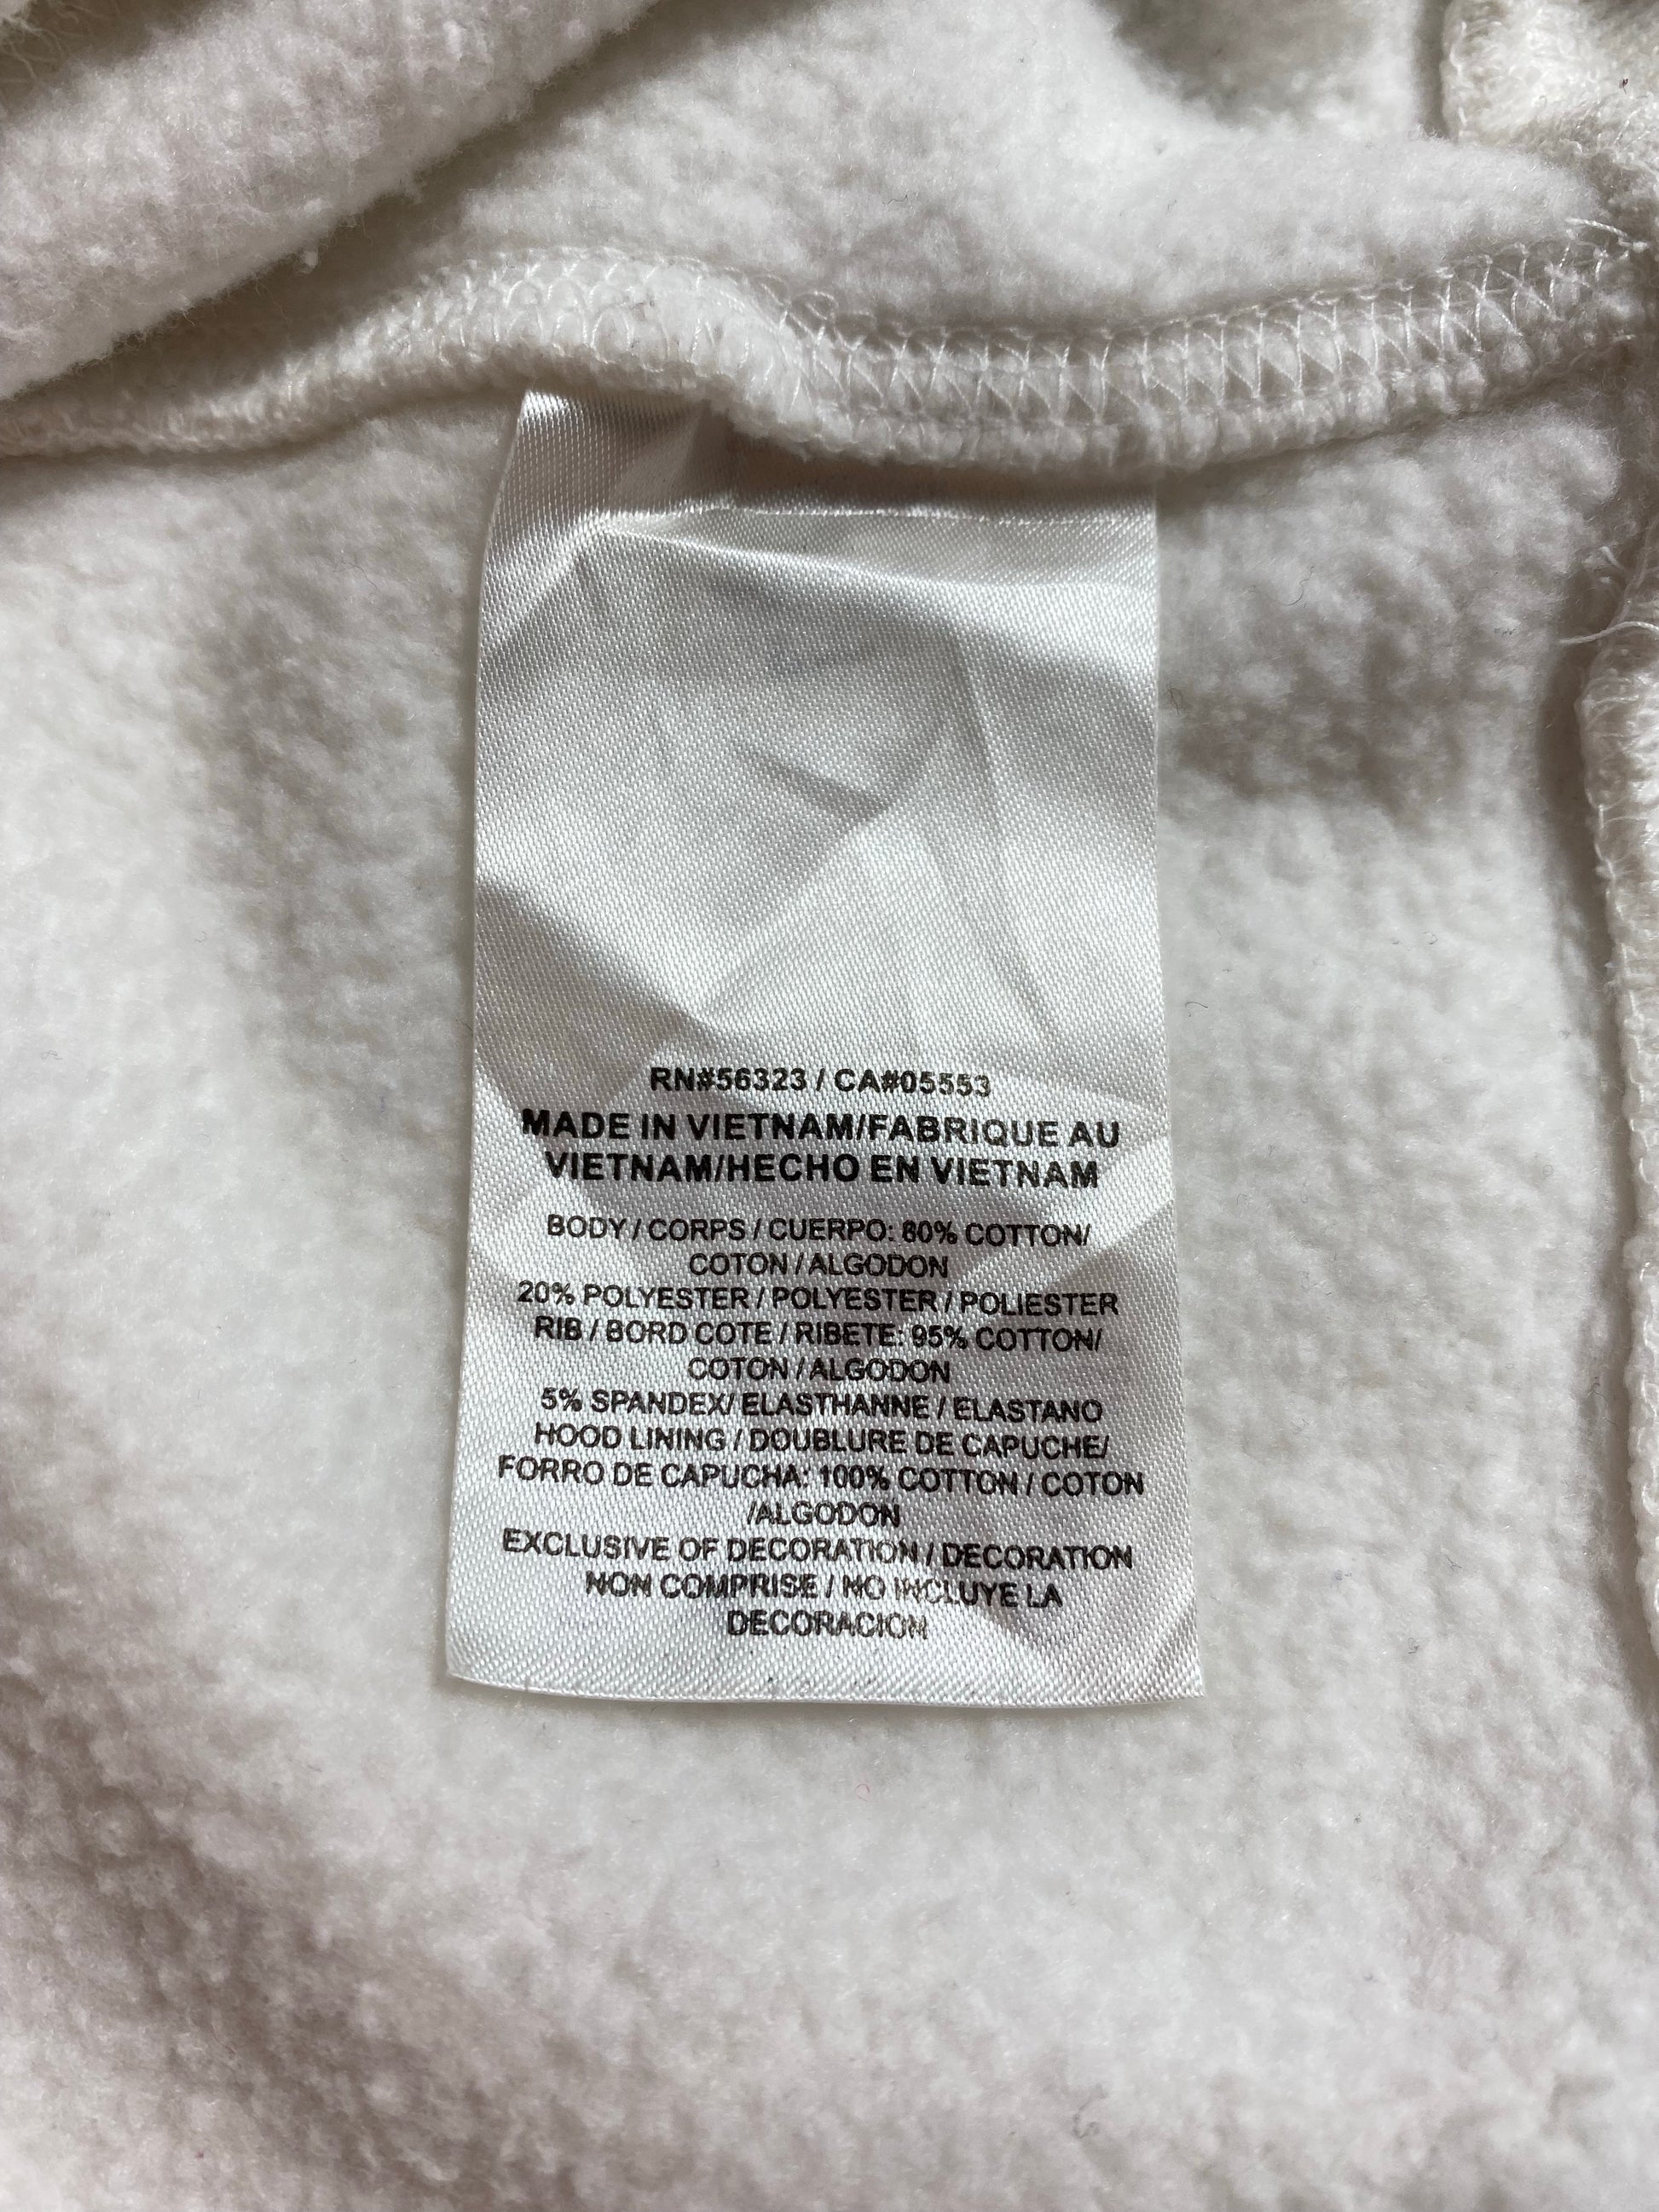 RN#56323 / CA#05553
MADE IN VIETNAM/FABRIQUE AU
VIETNAM/HECHO EN VIETNAM
BODY / CORPS / CUERPO: 80% COTTON/
COTON / ALGODON
20% POLYESTER / POLYESTER / POLIESTER
RIB / BORD COTE / RIBETE: 95% COTTON/
COTON / ALGODON
5% SPANDEX/ ELASTHANNE / ELASTANO
HOOD LINING / DOUBLURE DE CAPUCHE/
FORRO DE CAPUCHA: 100% COTTON / COTON
/ALGODON
EXCLUSIVE OF DECORATION / DECORATION
NON COMPRISE / NO INCLUYE LA
DECORACION